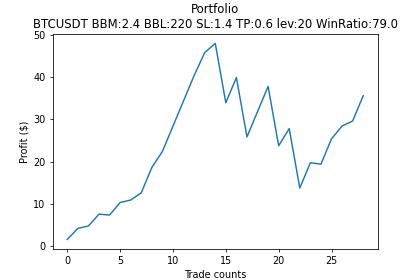 Portfolio
BTCUSDT BBM:2.4 BBL:220 SL:1.4 TP:0.6 lev:20 WinRatio:79.0
50
40
30
20
10
0
Profit ($)
0 5 10 15 20 25
Trade counts